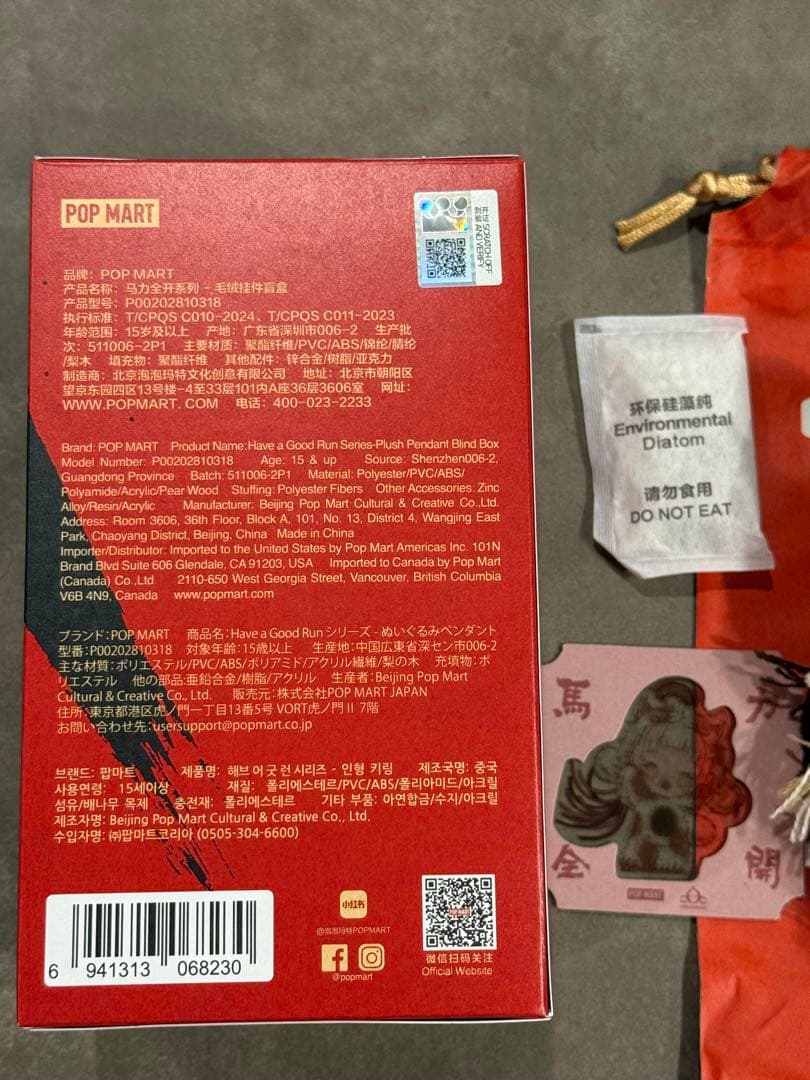 POP MART
开放 SCRATCH OFF
测验 AND VERIFY
品牌：POP MART
产品名称：马力全开系列 - 毛绒挂件盲盒
产品型号：P00202810318
执行标准：T/CPQS C010-2024、T/CPQS C011-2023
年龄范围：15岁及以上 产地：广东省深圳市006-2 生产批
次：511006-2P1 主要材质：聚酯纤维/PVC/ABS/锦纶/腈纶
/梨木 填充物：聚酯纤维 其他配件：锌合金/树脂/亚克力
制造商：北京泡泡玛特文化创意有限公司 地址：北京市朝阳区
望京东园四区13号楼-4至33层101内A座36层3606室 网址：
WWW.POPMART. COM 电话：400-023-2233
Brand: POP MART Product Name:Have a Good Run Series-Plush Pendant Blind Box
Model Number: P00202810318 Age: 15 & up Source: Shenzhen006-2,
Guangdong Province Batch: 511006-2P1 Material: Polyester/PVC/ABS/
Polyamide/Acrylic/Pear Wood Stuffing: Polyester Fibers Other Accessories: Zinc
Alloy/Resin/Acrylic Manufacturer: Beijing Pop Mart Cultural & Creative Co.,Ltd.
Address: Room 3606, 36th Floor, Block A, 101, No. 13, District 4, Wangjing East
Park, Chaoyang District, Beijing, China Made in China
Importer/Distributor: Imported to the United States by Pop Mart Americas Inc. 101N
Brand Blvd Suite 606 Glendale, CA 91203, USA Imported to Canada by Pop Mart
(Canada) Co.,Ltd 2110-650 West Georgia Street, Vancouver, British Columbia
V6B 4N9, Canada www.popmart.com
ブランド：POP MART 商品名：Have a Good Run シリーズ - ぬいぐるみペンダント
型番：P00202810318 対象年齢：15歳以上 生産地：中国広東省深セン市006-2
主な材質：ポリエステル/PVC/ABS/ポリアミド/アクリル繊維/梨の木 充填物：ポ
リエステル 他の部品：亜鉛合金/樹脂/アクリル 生産者：Beijing Pop Mart
Cultural & Creative Co., Ltd. 販売元：株式会社POP MART JAPAN
住所：東京都港区虎ノ門一丁目13番5号 VORT虎ノ門Ⅱ 7階
お問い合わせ先：usersupport@popmart.co.jp
브랜드: 팝마트 제품명: 해브 어 굿 런 시리즈 - 인형 키링 제조국명: 중국
사용연령: 15세이상 재질: 폴리에스테르/PVC/ABS/폴리아미드/아크릴
섬유/배나무 목제 충전재: 폴리에스테르 기타 부품: 아연합금/수지/아크릴
제조자명: Beijing Pop Mart Cultural & Creative Co., Ltd.
수입자명: ㈜팝마트코리아 (0505-304-6600)
6 941313 068230
小红书
@泡泡玛特POPMART
@popmart
POP MART
微信扫码关注
Official Website
环保硅藻纯
Environmental
Diatom
请勿食用
DO NOT EAT
馬 力
全 開
POP MART